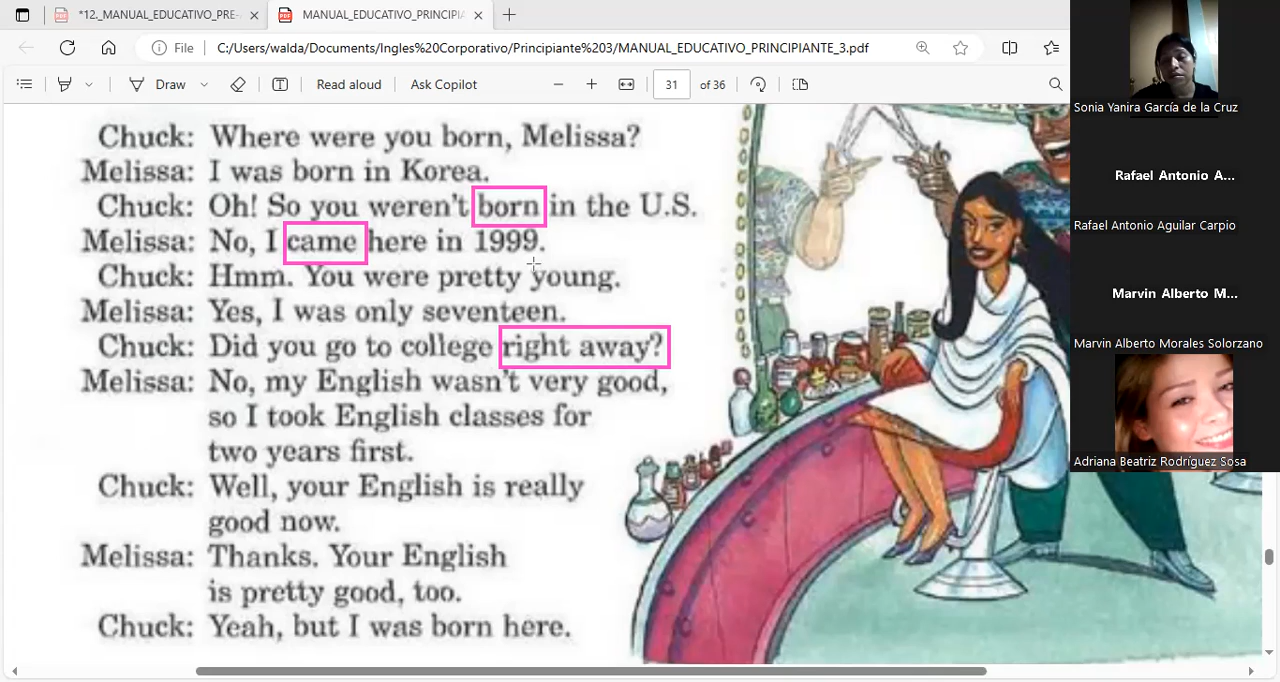 *12._MANUAL_EDUCATIVO_PRE-
MANUAL_EDUCATIVO_PRINCIPIA
File
C:/Users/walda/Documents/Ingles%20Corporativo/Principiante%203/MANUAL_EDUCATIVO_PRINCIPIANTE_3.pdf
Draw
Read aloud
Ask Copilot
31 of 36
Chuck: Where were you born, Melissa?
Melissa: I was born in Korea.
Chuck: Oh! So you weren't born in the U.S.
Melissa: No, I came here in 1999.
Chuck: Hmm. You were pretty young.
Melissa: Yes, I was only seventeen.
Chuck: Did you go to college right away?
Melissa: No, my English wasn't very good,
so I took English classes for
two years first.
Chuck: Well, your English is really
good now.
Melissa: Thanks. Your English
is pretty good, too.
Chuck: Yeah, but I was born here.
Sonia Yanira García de la Cruz
Rafael Antonio A...
Rafael Antonio Aguilar Carpio
Marvin Alberto M...
Marvin Alberto Morales Solorzano
Adriana Beatriz Rodríguez Sosa